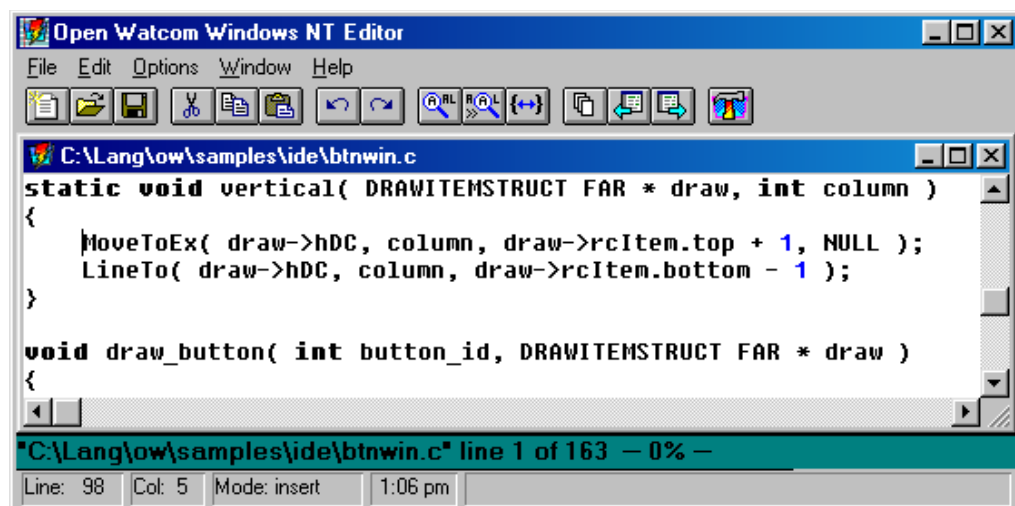 Open Watcom Windows NT Editor
File Edit Options Window Help
C:\Lang\ow\samples\ide\btnwin.c
static void vertical( DRAWITEMSTRUCT FAR * draw, int column )
{
    MoveToEx( draw->hDC, column, draw->rcItem.top + 1, NULL );
    LineTo( draw->hDC, column, draw->rcItem.bottom - 1 );
}
void draw_button( int button_id, DRAWITEMSTRUCT FAR * draw )
{
"C:\Lang\ow\samples\ide\btnwin.c" line 1 of 163 -- 0% --
Line: 98 Col: 5 Mode: insert 1:06 pm